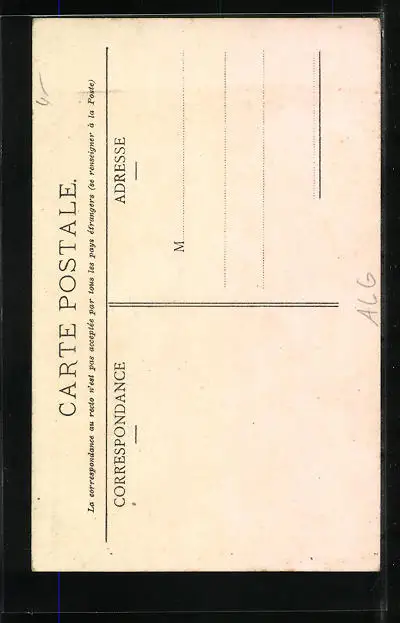 CARTE POSTALE.
La correspondance au recto n'est pas acceptée par tous les pays étrangers (se renseigner à la Poste)
CORRESPONDANCE
ADRESSE
M